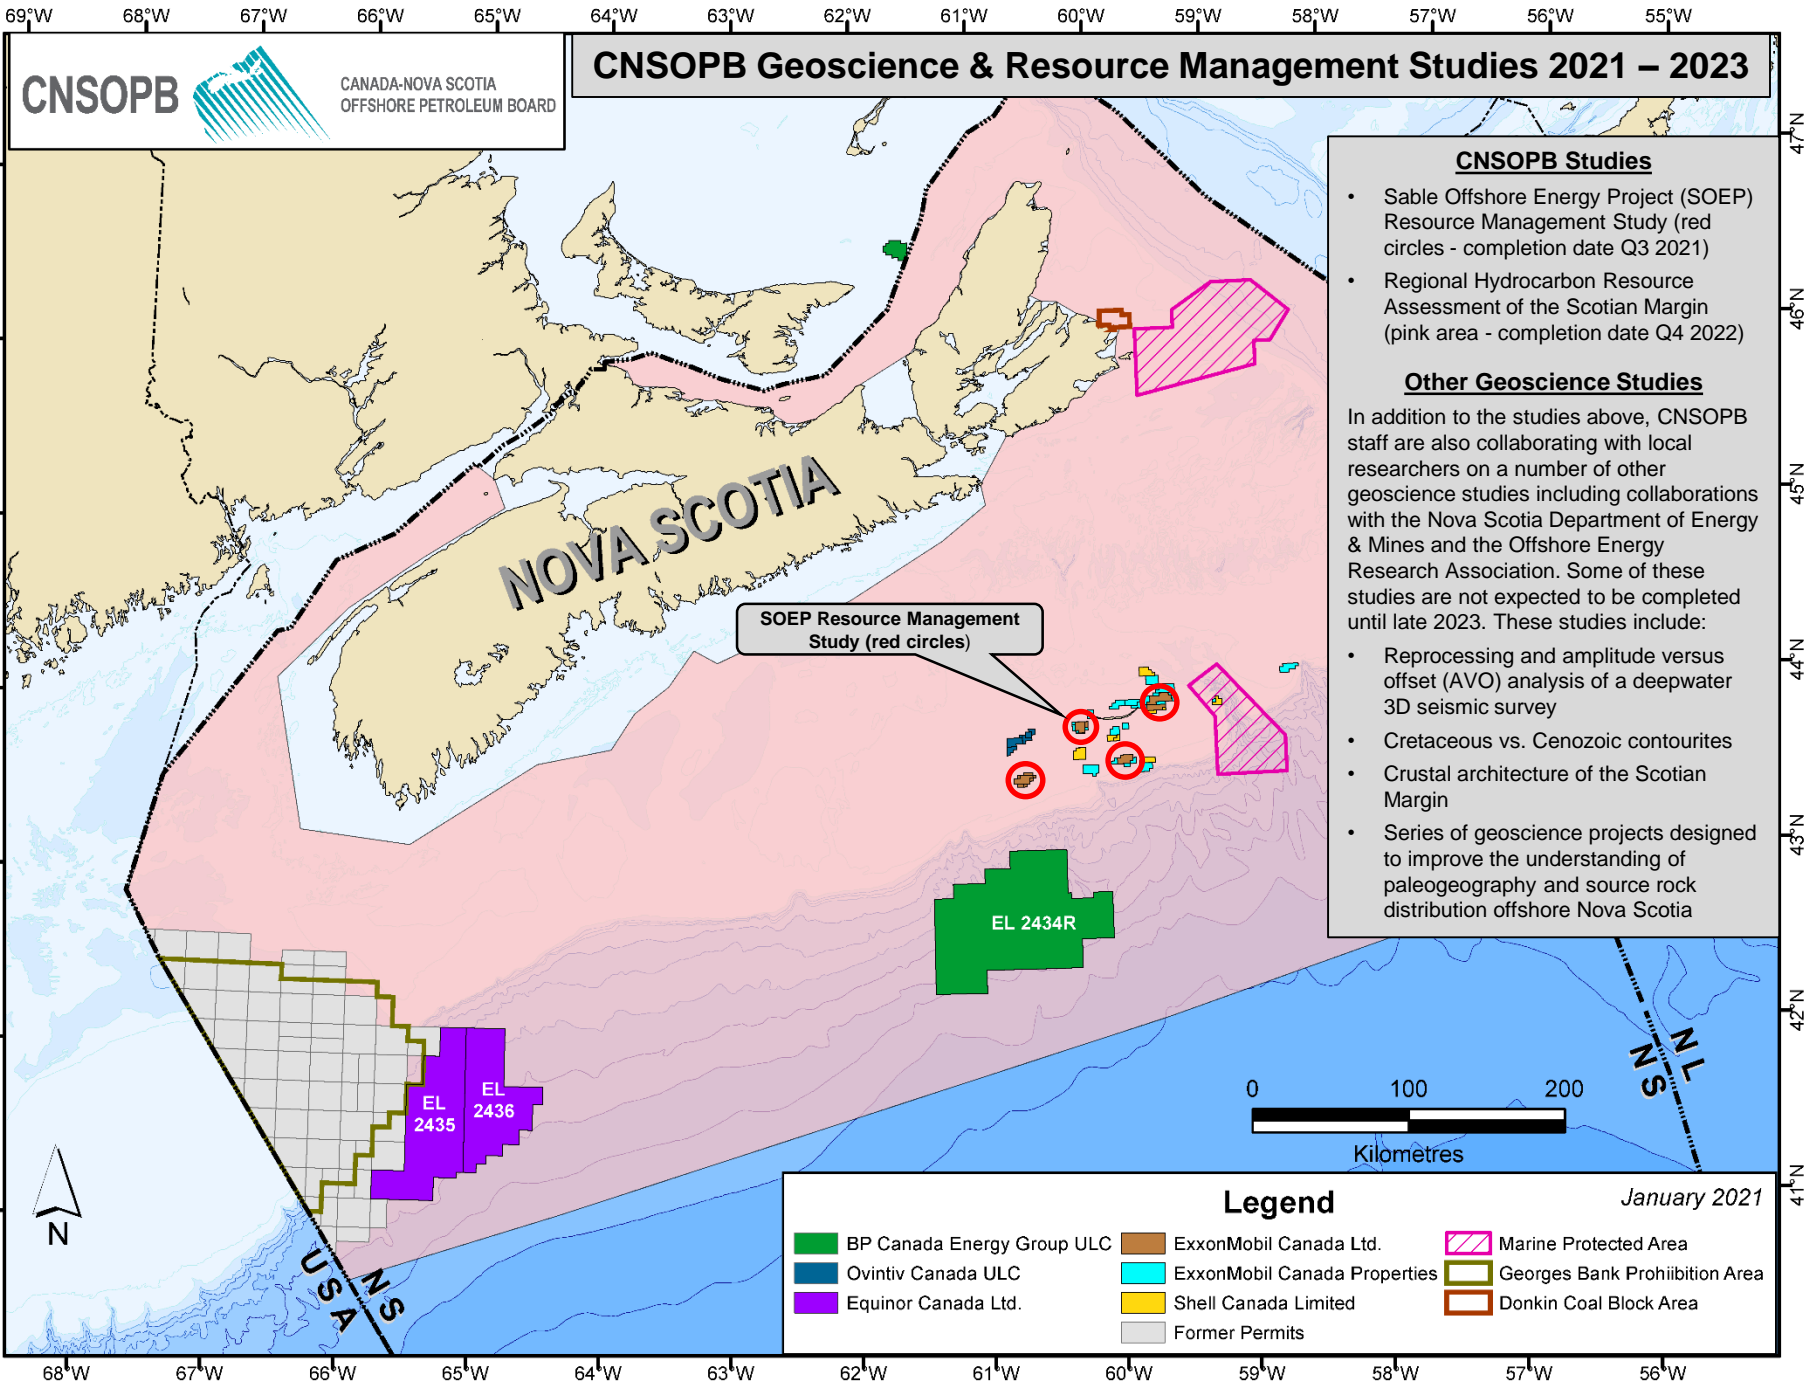 69°W 68°W 67°W 66°W 65°W 64°W 63°W 62°W 61°W 60°W 59°W 58°W 57°W 56°W 55°W
CNSOPB
CANADA-NOVA SCOTIA
OFFSHORE PETROLEUM BOARD
CNSOPB Geoscience & Resource Management Studies 2021 – 2023
CNSOPB Studies
• Sable Offshore Energy Project (SOEP)
Resource Management Study (red
circles - completion date Q3 2021)
• Regional Hydrocarbon Resource
Assessment of the Scotian Margin
(pink area - completion date Q4 2022)
Other Geoscience Studies
In addition to the studies above, CNSOPB
staff are also collaborating with local
researchers on a number of other
geoscience studies including collaborations
with the Nova Scotia Department of Energy
& Mines and the Offshore Energy
Research Association. Some of these
studies are not expected to be completed
until late 2023. These studies include:
• Reprocessing and amplitude versus
offset (AVO) analysis of a deepwater
3D seismic survey
• Cretaceous vs. Cenozoic contourites
• Crustal architecture of the Scotian
Margin
• Series of geoscience projects designed
to improve the understanding of
paleogeography and source rock
distribution offshore Nova Scotia
47°N
46°N
45°N
44°N
43°N
42°N
41°N
NOVA SCOTIA
SOEP Resource Management
Study (red circles)
EL 2434R
EL
2435
EL
2436
NL
NS
0 100 200
Kilometres
N
NS
USA
Legend
January 2021
BP Canada Energy Group ULC
Ovintiv Canada ULC
Equinor Canada Ltd.
ExxonMobil Canada Ltd.
ExxonMobil Canada Properties
Shell Canada Limited
Former Permits
Marine Protected Area
Georges Bank Prohiibition Area
Donkin Coal Block Area
68°W 67°W 66°W 65°W 64°W 63°W 62°W 61°W 60°W 59°W 58°W 57°W 56°W